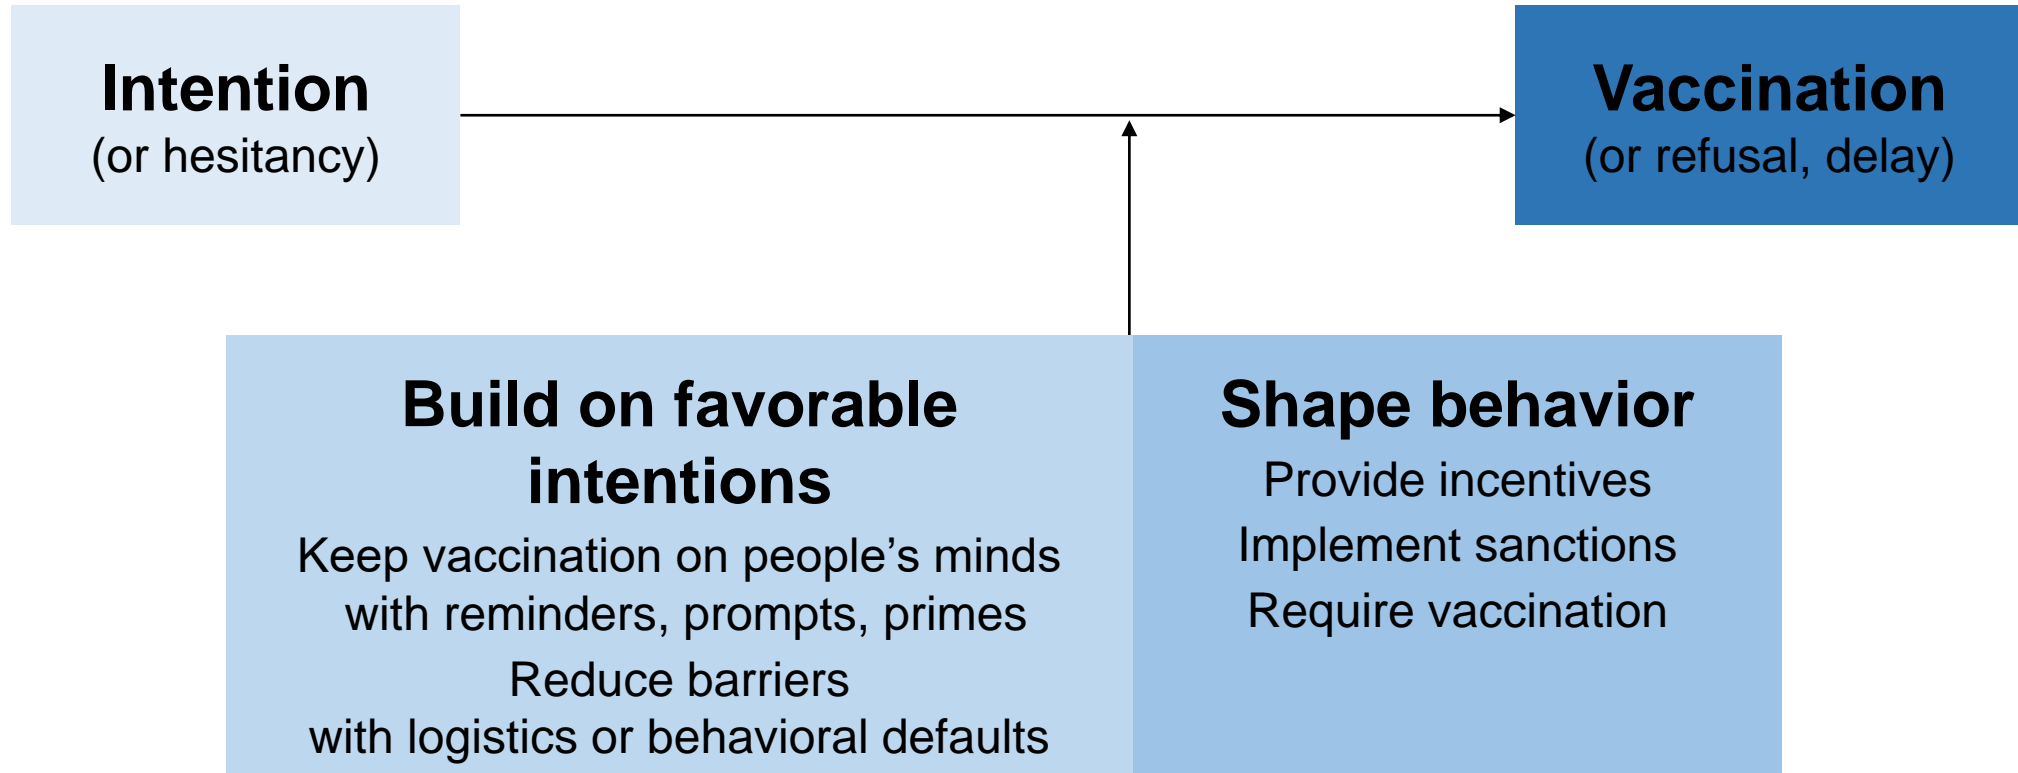 Intention
(or hesitancy)
Vaccination
(or refusal, delay)
Build on favorable
intentions
Keep vaccination on people’s minds
with reminders, prompts, primes
Reduce barriers
with logistics or behavioral defaults
Shape behavior
Provide incentives
Implement sanctions
Require vaccination